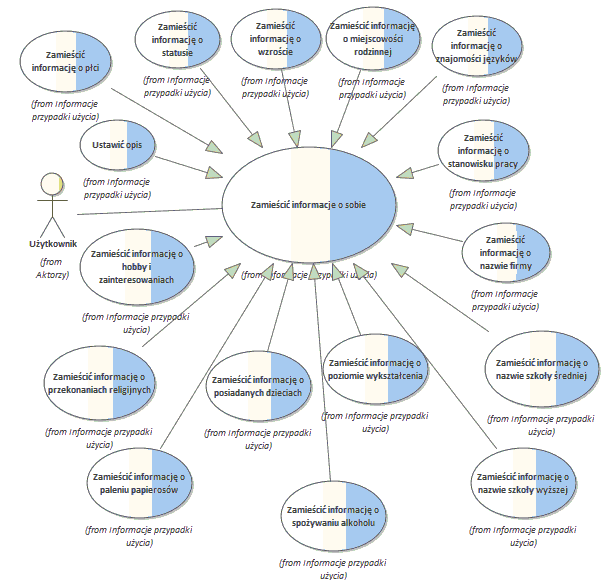 Zamieścić
informację o płci
(from Informacje
przypadki użycia)
Zamieścić
informację o
statusie
(from Informacje
przypadki użycia)
Zamieścić
informację o
wzroście
(from Informacje
przypadki użycia)
Zamieścić informację
o miejscowości
rodzinnej
(from Informacje
przypadki użycia)
Zamieścić
informację o
znajomości języków
(from Informacje
przypadki użycia)
Ustawić opis
(from Informacje
przypadki użycia)
Zamieścić
informację o
stanowisku pracy
(from Informacje
przypadki użycia)
Zamieścić informacje o sobie
(from Informacje przypadki użycia)
Użytkownik
(from
Aktorzy)
Zamieścić informację o
hobby i
zainteresowaniach
(from Informacje przypadki
użycia)
Zamieścić
informację o
nazwie firmy
(from Informacje
przypadki użycia)
Zamieścić informację o
przekonaniach religijnych
(from Informacje przypadki
użycia)
Zamieścić informację o
posiadanych dzieciach
(from Informacje przypadki
użycia)
Zamieścić informację o
poziomie wykształcenia
(from Informacje przypadki
użycia)
Zamieścić informację o
nazwie szkoły średniej
(from Informacje przypadki
użycia)
Zamieścić informację o
paleniu papierosów
(from Informacje przypadki
użycia)
Zamieścić informację o
spożywaniu alkoholu
(from Informacje przypadki
użycia)
Zamieścić informację o
nazwie szkoły wyższej
(from Informacje przypadki
użycia)